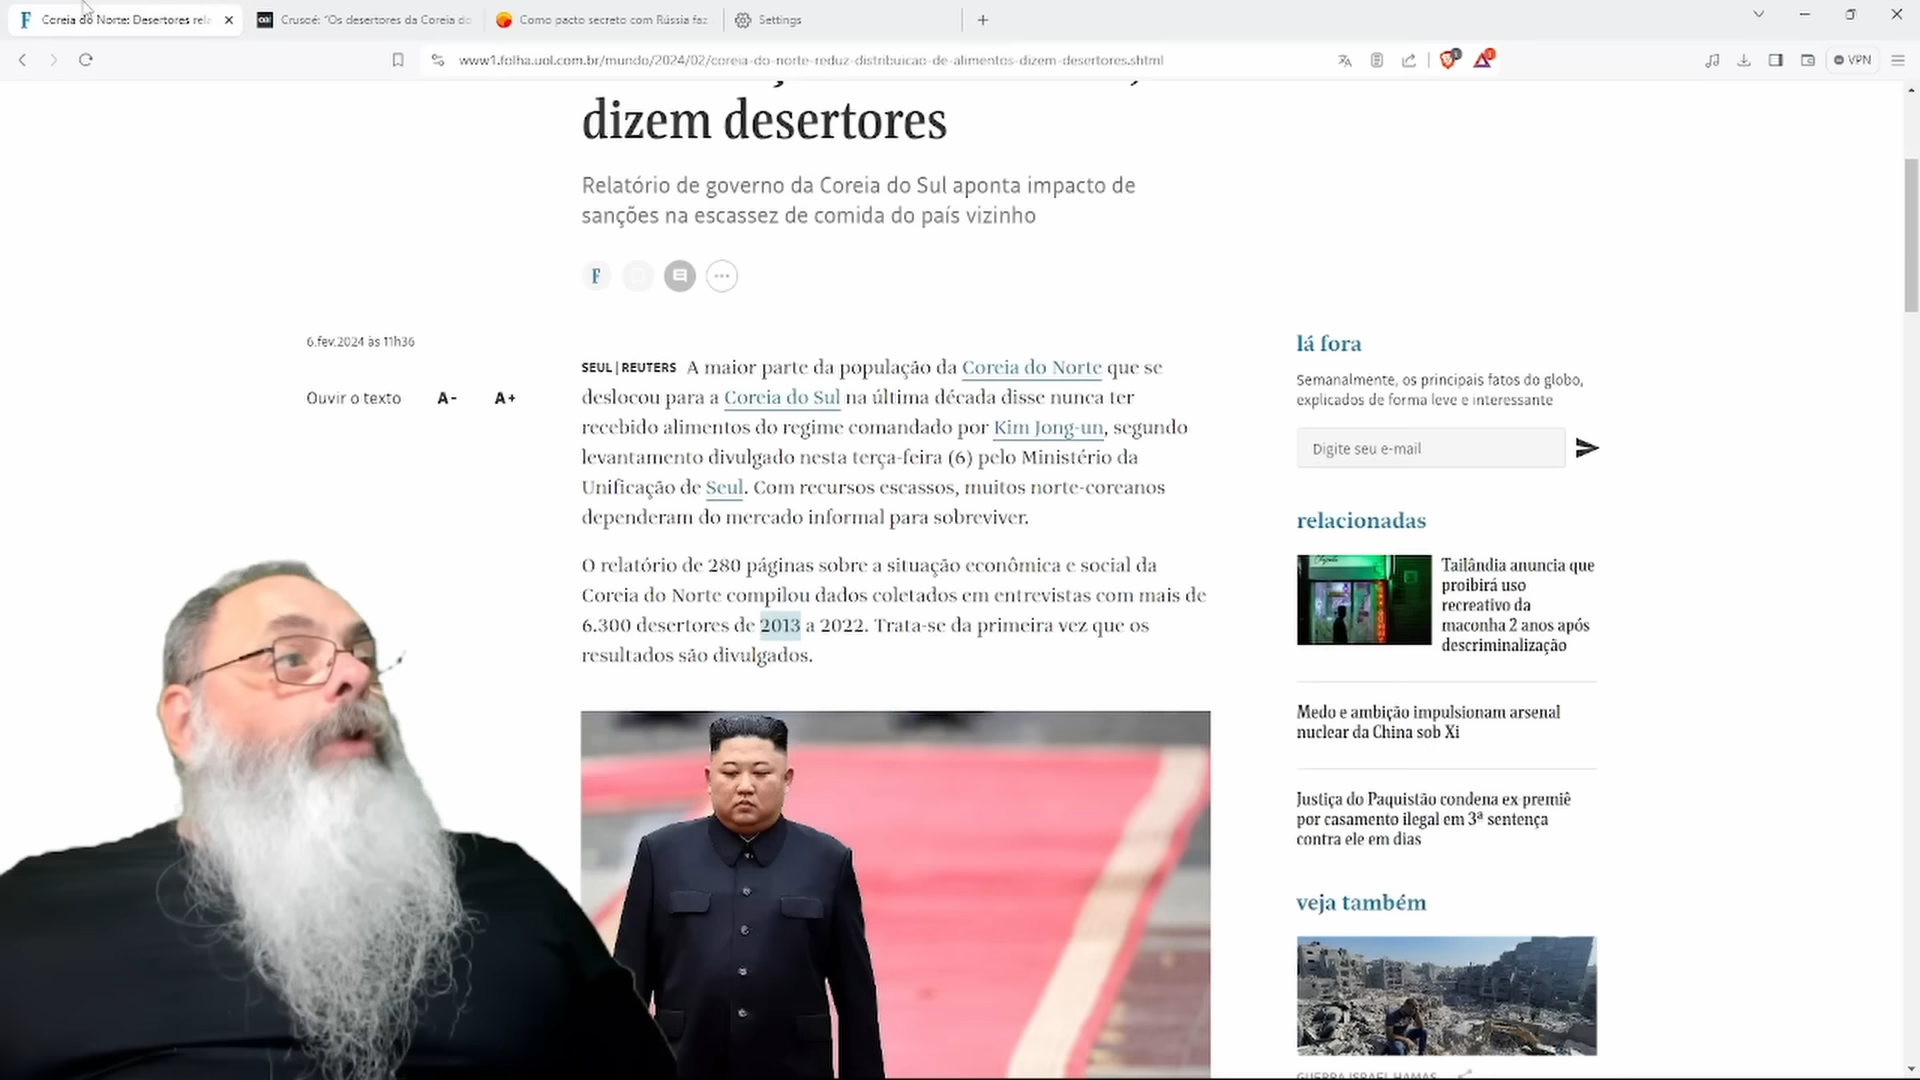 Coreia do Norte: Desertores rela
Crusoé: "Os desertores da Coreia do
Como pacto secreto com Rússia faz
Settings
www1.folha.uol.com.br/mundo/2024/02/coreia-do-norte-reduz-distribuicao-de-alimentos-dizem-desertores.shtml
VPN
dizem desertores
Relatório de governo da Coreia do Sul aponta impacto de
sanções na escassez de comida do país vizinho
F
6.fev.2024 às 11h36
Ouvir o texto A- A+
SEUL | REUTERS A maior parte da população da Coreia do Norte que se
deslocou para a Coreia do Sul na última década disse nunca ter
recebido alimentos do regime comandado por Kim Jong-un, segundo
levantamento divulgado nesta terça-feira (6) pelo Ministério da
Unificação de Seul. Com recursos escassos, muitos norte-coreanos
dependeram do mercado informal para sobreviver.
O relatório de 280 páginas sobre a situação econômica e social da
Coreia do Norte compilou dados coletados em entrevistas com mais de
6.300 desertores de 2013 a 2022. Trata-se da primeira vez que os
resultados são divulgados.
lá fora
Semanalmente, os principais fatos do globo,
explicados de forma leve e interessante
Digite seu e-mail
relacionadas
Tailândia anuncia que
proibirá uso
recreativo da
maconha 2 anos após
descriminalização
Medo e ambição impulsionam arsenal
nuclear da China sob Xi
Justiça do Paquistão condena ex premiê
por casamento ilegal em 3ª sentença
contra ele em dias
veja também
GUERRA ISRAEL-HAMAS